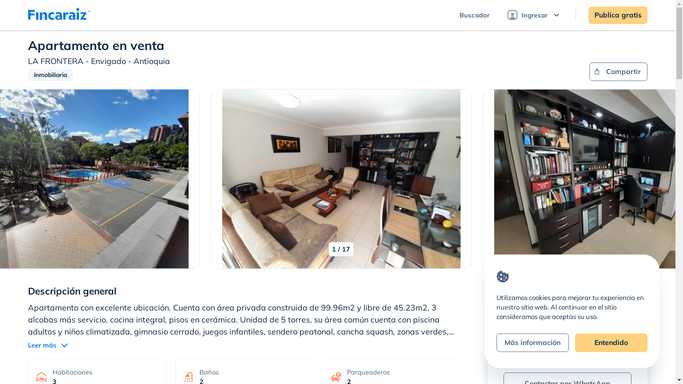 Fincaraiz
Buscador
Ingresar
Publica gratis
Apartamento en venta
LA FRONTERA - Envigado - Antioquia
Inmobiliaria
Compartir
1 / 17
Descripción general
Apartamento con excelente ubicación. Cuenta con área privada construida de 99.96m2 y libre de 45.23m2, 3
alcobas más servicio, cocina integral, pisos en cerámica. Unidad de 5 torres, su área común cuenta con piscina
adultos y niños climatizada, gimnasio cerrado, juegos infantiles, sendero peatonal, cancha squash, zonas verdes,...
Leer más
Habitaciones
3
Baños
2
Parqueaderos
2
Utilizamos cookies para mejorar tu experiencia en
nuestro sitio web. Al continuar en el sitio
consideramos que aceptas su uso.
Más información
Entendido
Contactar por WhatsApp